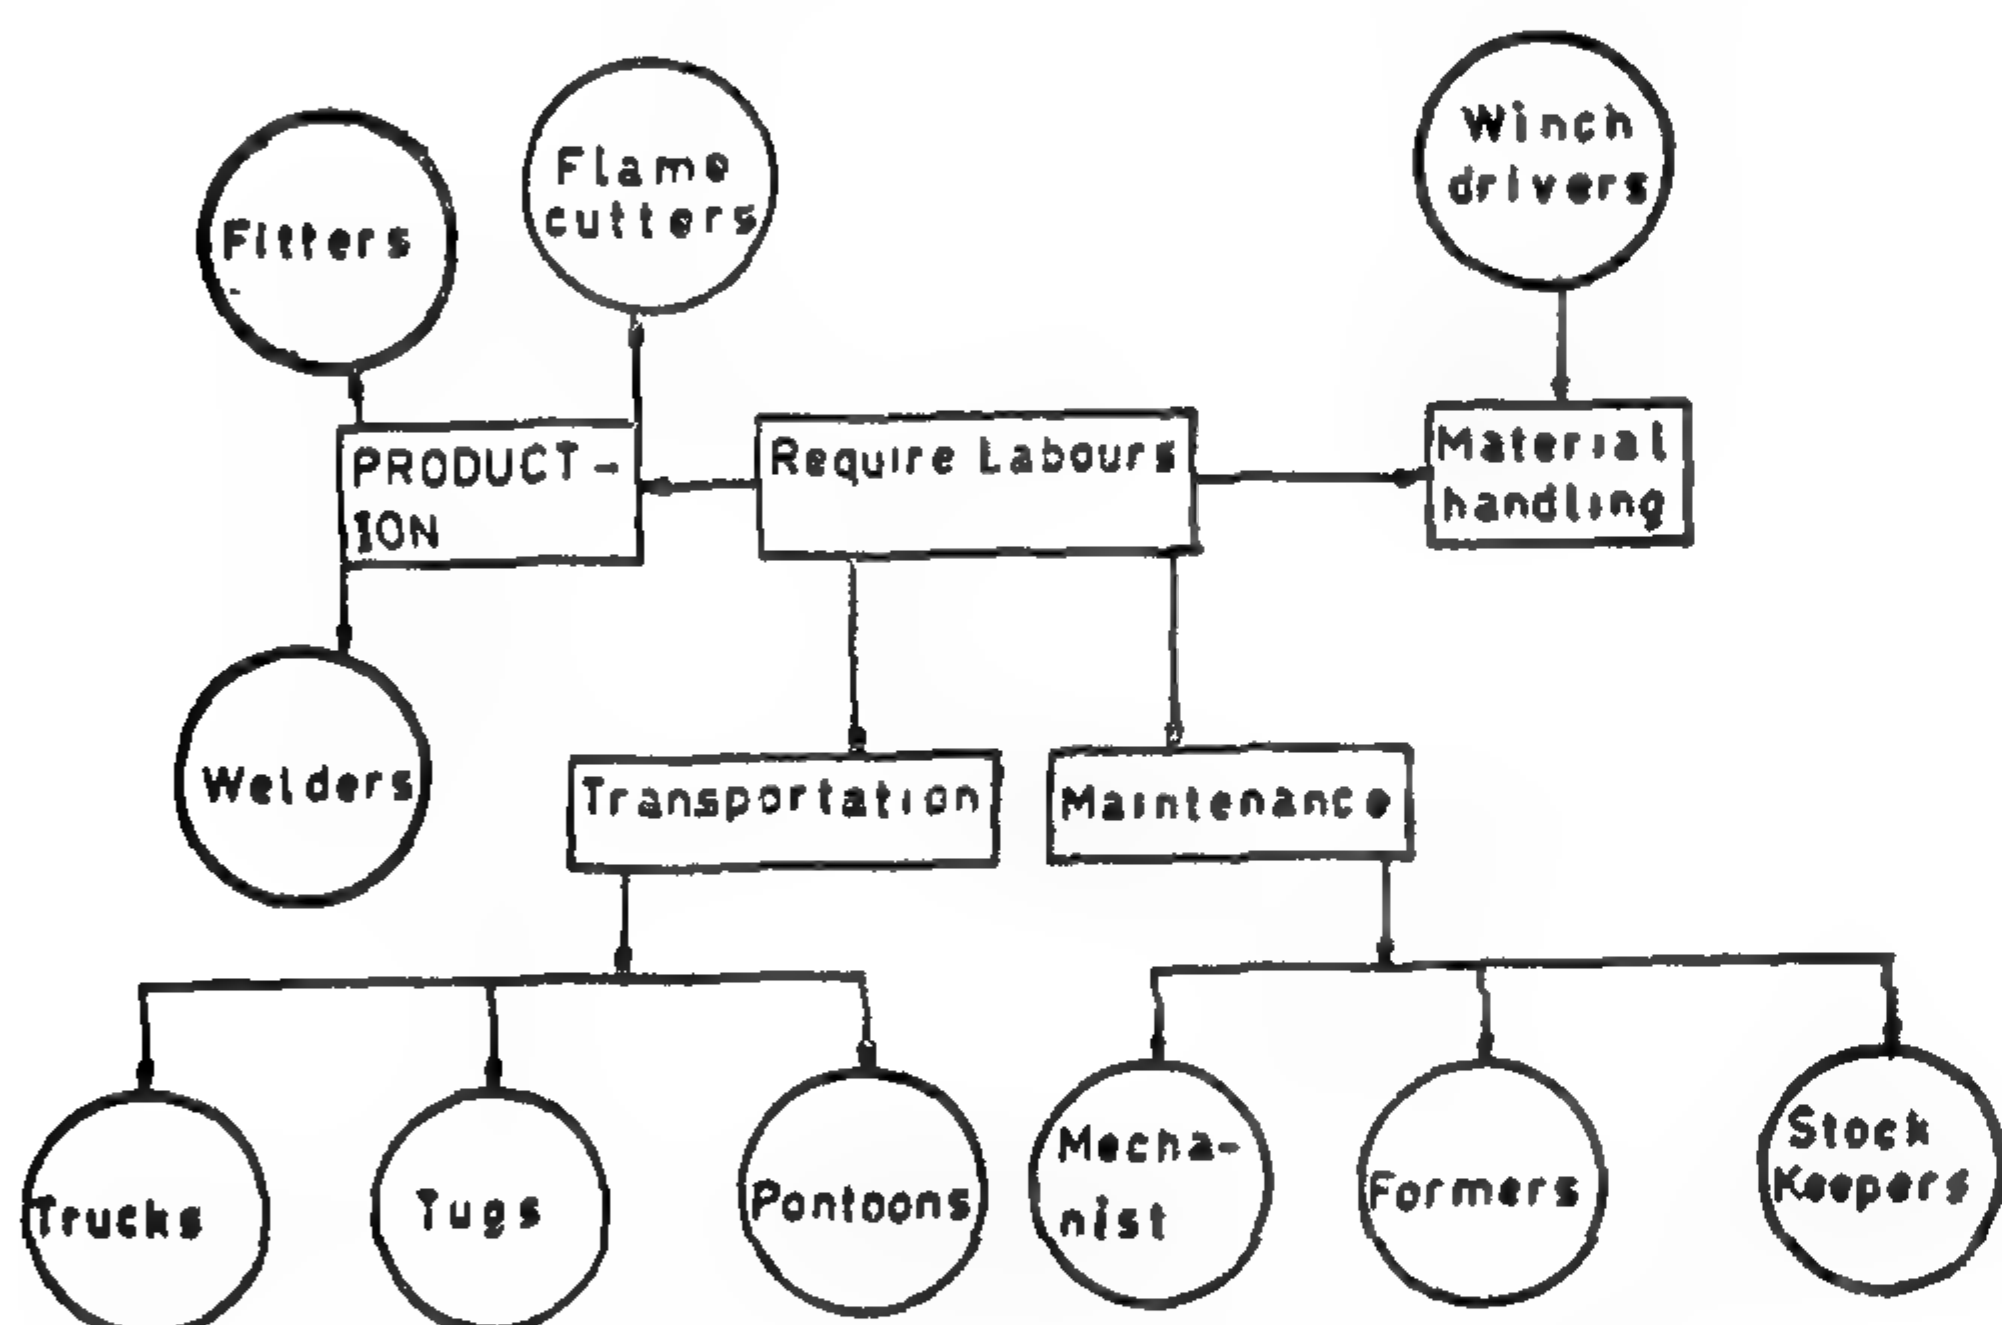 Fitters
Flame
cutters
Winch
drivers
PRODUCT-
ION
Require Labours
Material
handling
Welders
Transportation
Maintenance
Trucks
Tugs
Pontoons
Mecha-
nist
Formers
Stock
Keepers